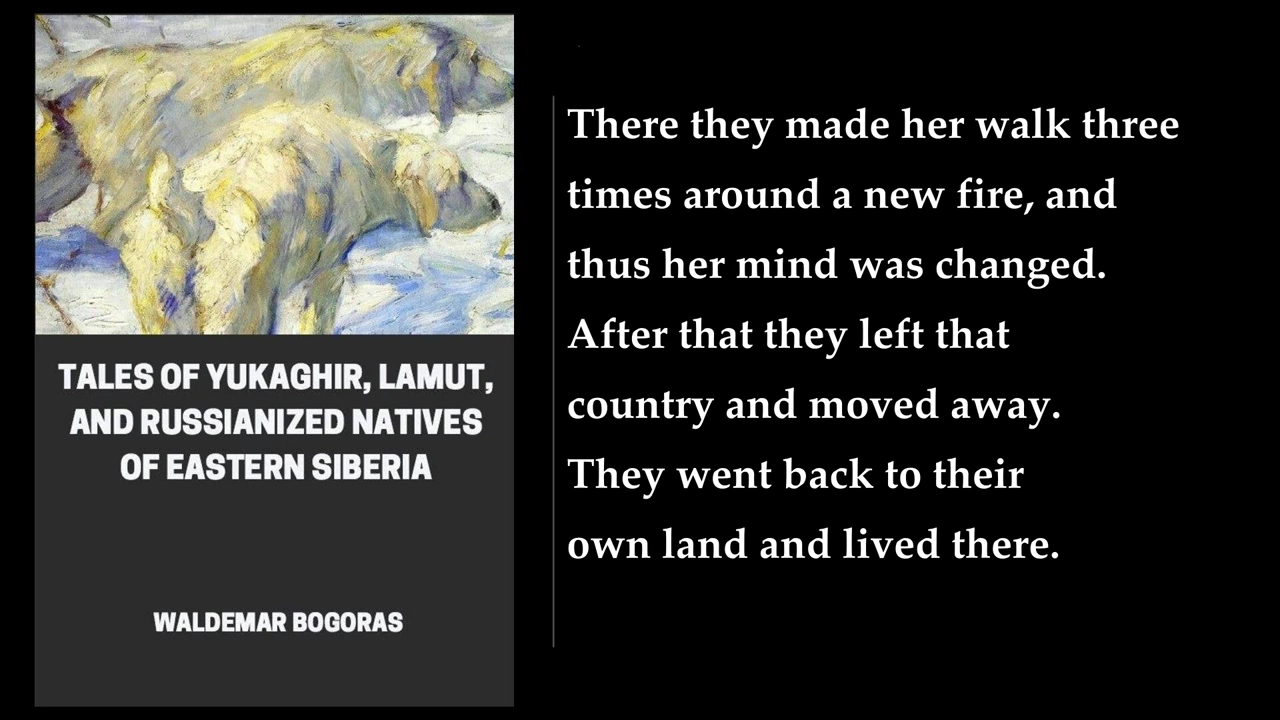 TALES OF YUKAGHIR, LAMUT,
AND RUSSIANIZED NATIVES
OF EASTERN SIBERIA
WALDEMAR BOGORAS
There they made her walk three
times around a new fire, and
thus her mind was changed.
After that they left that
country and moved away.
They went back to their
own land and lived there.